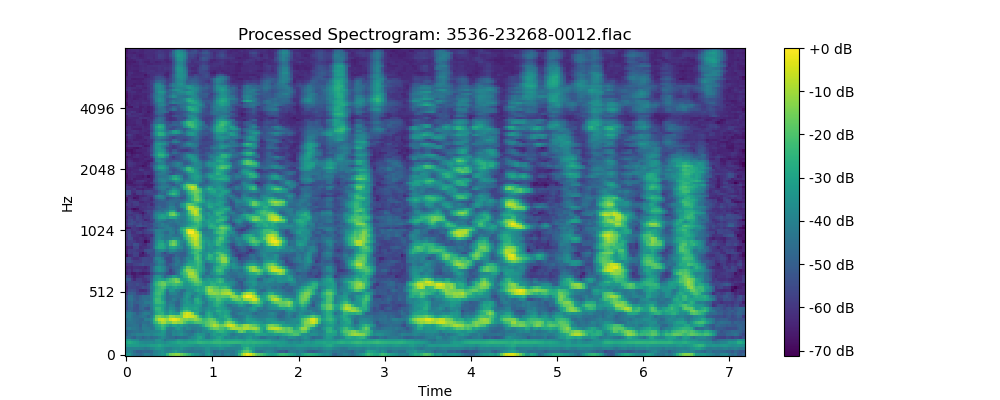 Processed Spectrogram: 3536-23268-0012.flac
Hz
4096
2048
1024
512
0
0 1 2 3 4 5 6 7
Time
+0 dB
-10 dB
-20 dB
-30 dB
-40 dB
-50 dB
-60 dB
-70 dB